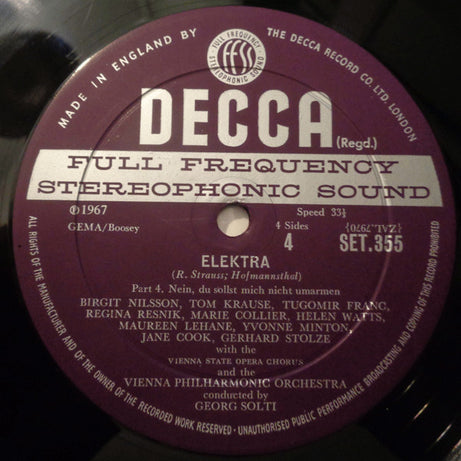 MADE IN ENGLAND BY
THE DECCA RECORD CO. LTD. LONDON
FULL FREQUENCY
ffss
STEREOPHONIC SOUND
DECCA (Regd.)
FULL FREQUENCY
STEREOPHONIC SOUND
℗1967
GEMA/Boosey
Speed 33⅓
4 Sides
4
{ZAL.7970}
SET.355
ELEKTRA
(R. Strauss; Hofmannsthal)
Part 4. Nein, du sollst mich nicht umarmen
BIRGIT NILSSON, TOM KRAUSE, TUGOMIR FRANC,
REGINA RESNIK, MARIE COLLIER, HELEN WATTS,
MAUREEN LEHANE, YVONNE MINTON,
JANE COOK, GERHARD STOLZE
with the
VIENNA STATE OPERA CHORUS
and the
VIENNA PHILHARMONIC ORCHESTRA
conducted by
GEORG SOLTI
ALL RIGHTS OF THE MANUFACTURER AND OF THE OWNER OF THE RECORDED WORK RESERVED · UNAUTHORISED PUBLIC PERFORMANCE BROADCASTING AND COPYING OF THIS RECORD PROHIBITED